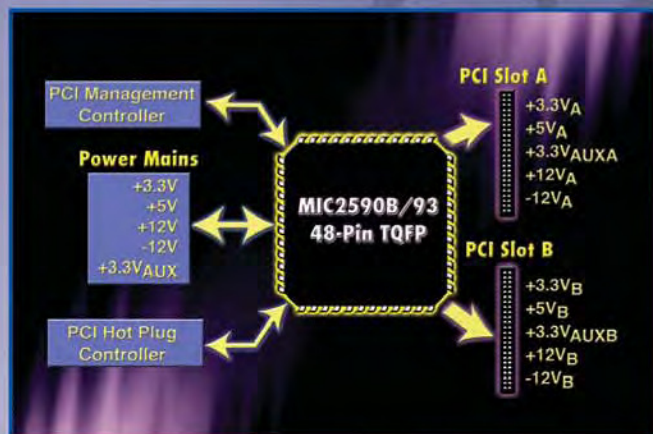 PCI Management
Controller
Power Mains
+3.3V
+5V
+12V
-12V
+3.3VAUX
PCI Hot Plug
Controller
MIC2590B/93
48-Pin TQFP
PCI Slot A
+3.3VA
+5VA
+3.3VAUXA
+12VA
-12VA
PCI Slot B
+3.3VB
+5VB
+3.3VAUXB
+12VB
-12VB